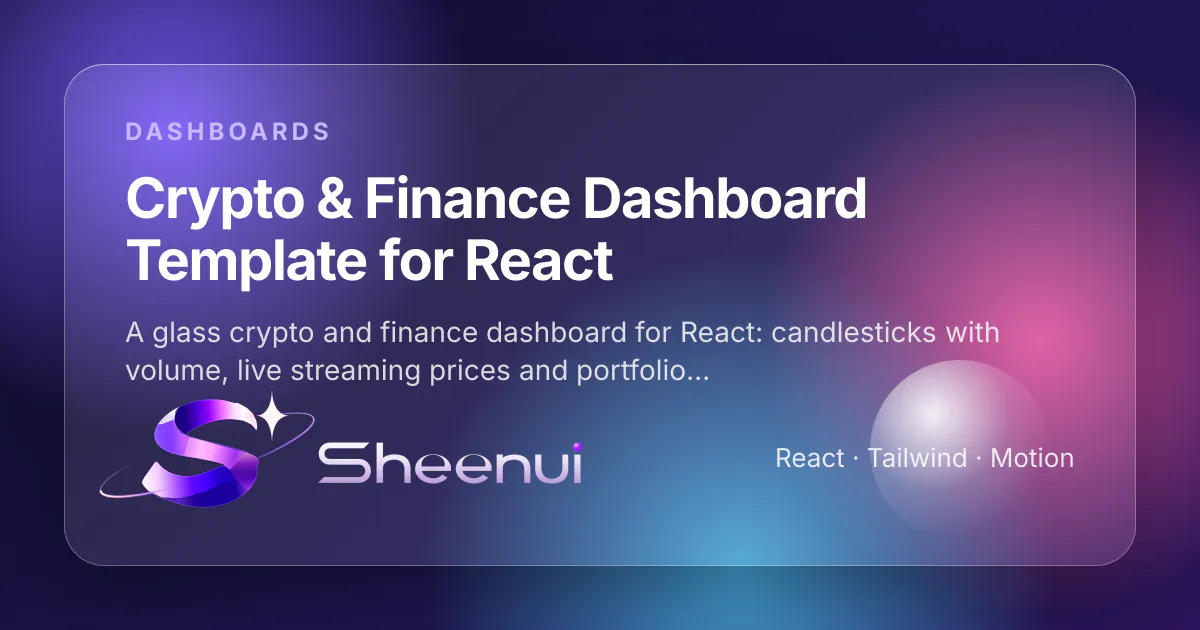 DASHBOARDS
Crypto & Finance Dashboard
Template for React
A glass crypto and finance dashboard for React: candlesticks with
volume, live streaming prices and portfolio...
Sheenui
React · Tailwind · Motion